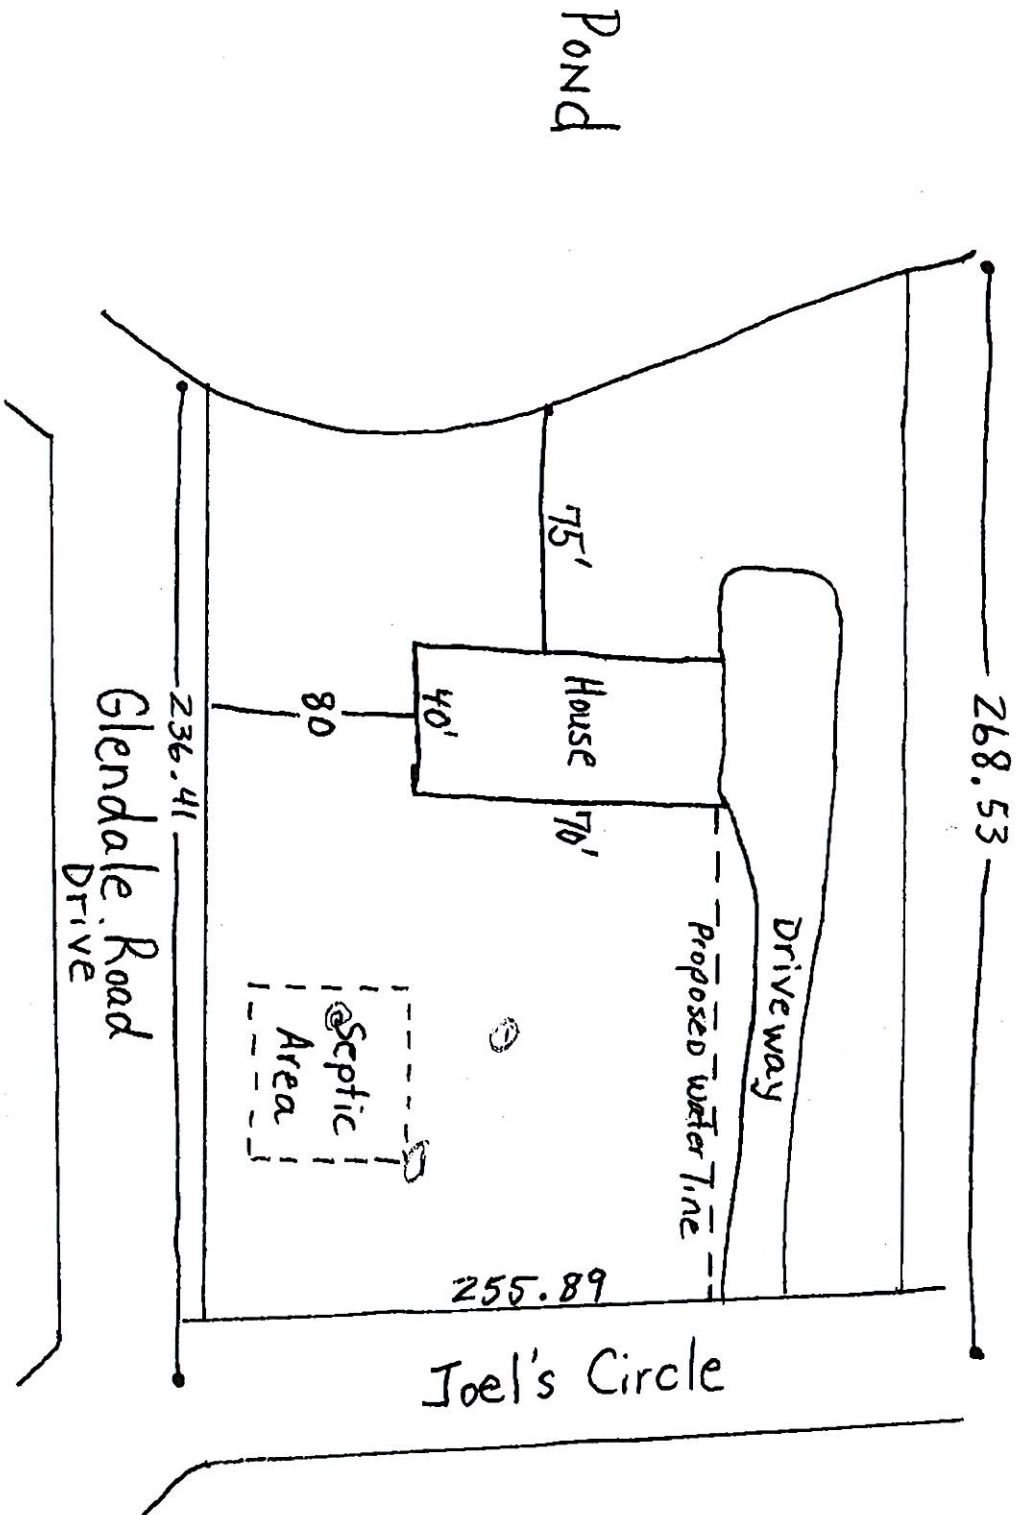 Pond
268.53
75'
House
40'
80
70'
Driveway
Proposed water Line
Septic
Area
236.41
Glendale Road
Drive
255.89
Joel's Circle